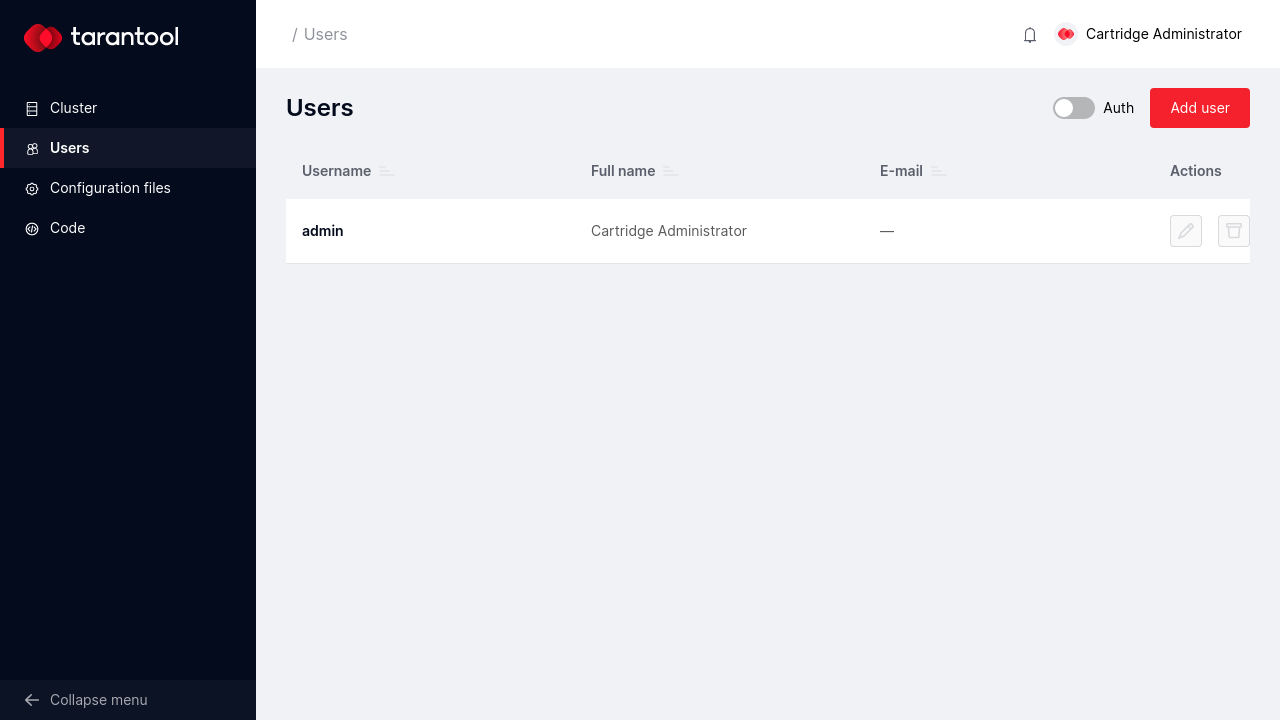 tarantool
/ Users
Cartridge Administrator
Cluster
Users
Configuration files
Code
Collapse menu
Users
Auth
Add user
Username
Full name
E-mail
Actions
admin
Cartridge Administrator
—